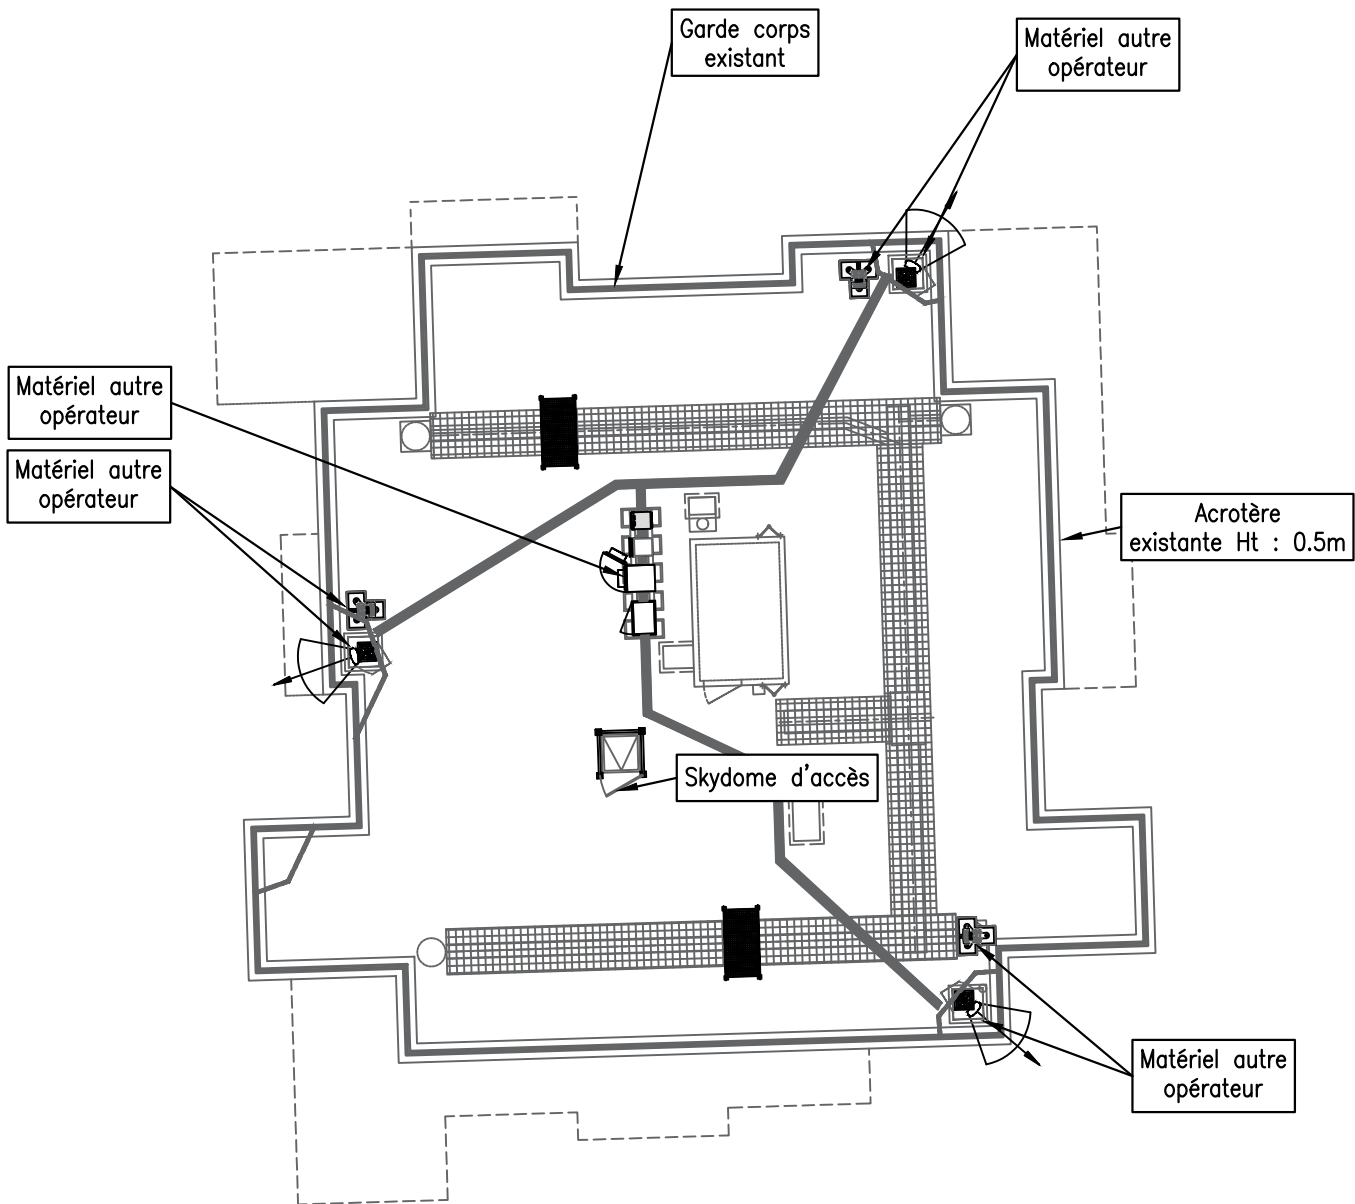 Garde corps
existant
Matériel autre
opérateur
Matériel autre
opérateur
Matériel autre
opérateur
Acrotère
existante Ht : 0.5m
Skydome d'accès
Matériel autre
opérateur